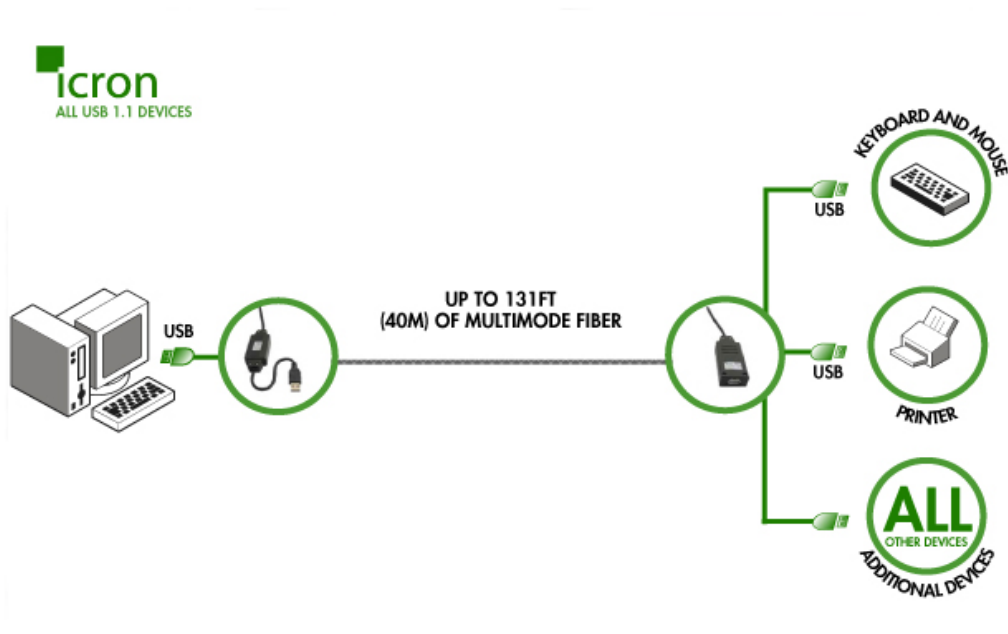 icron
ALL USB 1.1 DEVICES
KEYBOARD AND MOUSE
USB
UP TO 131FT
(40M) OF MULTIMODE FIBER
USB
USB
PRINTER
ALL
OTHER DEVICES
ADDITIONAL DEVICES